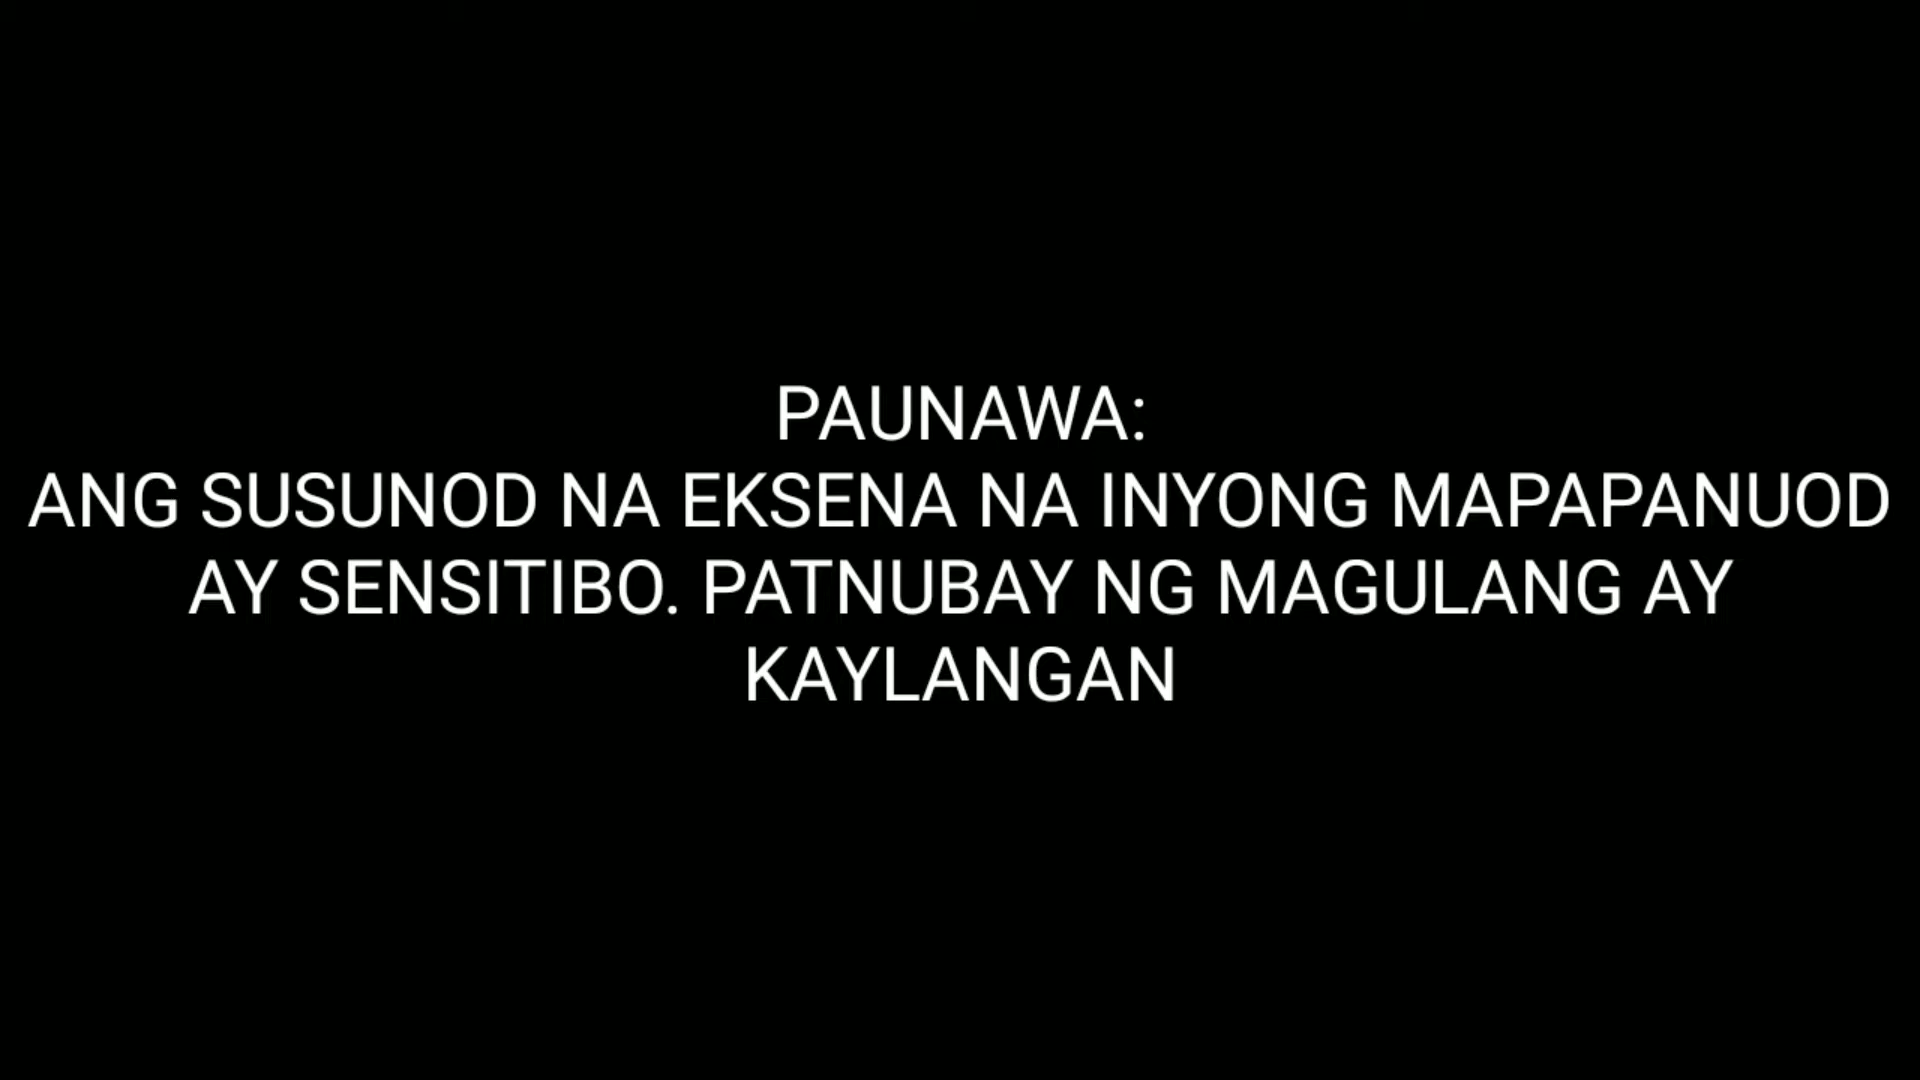 PAUNAWA:
ANG SUSUNOD NA EKSENA NA INYONG MAPAPANUOD
AY SENSITIBO. PATNUBAY NG MAGULANG AY
KAYLANGAN